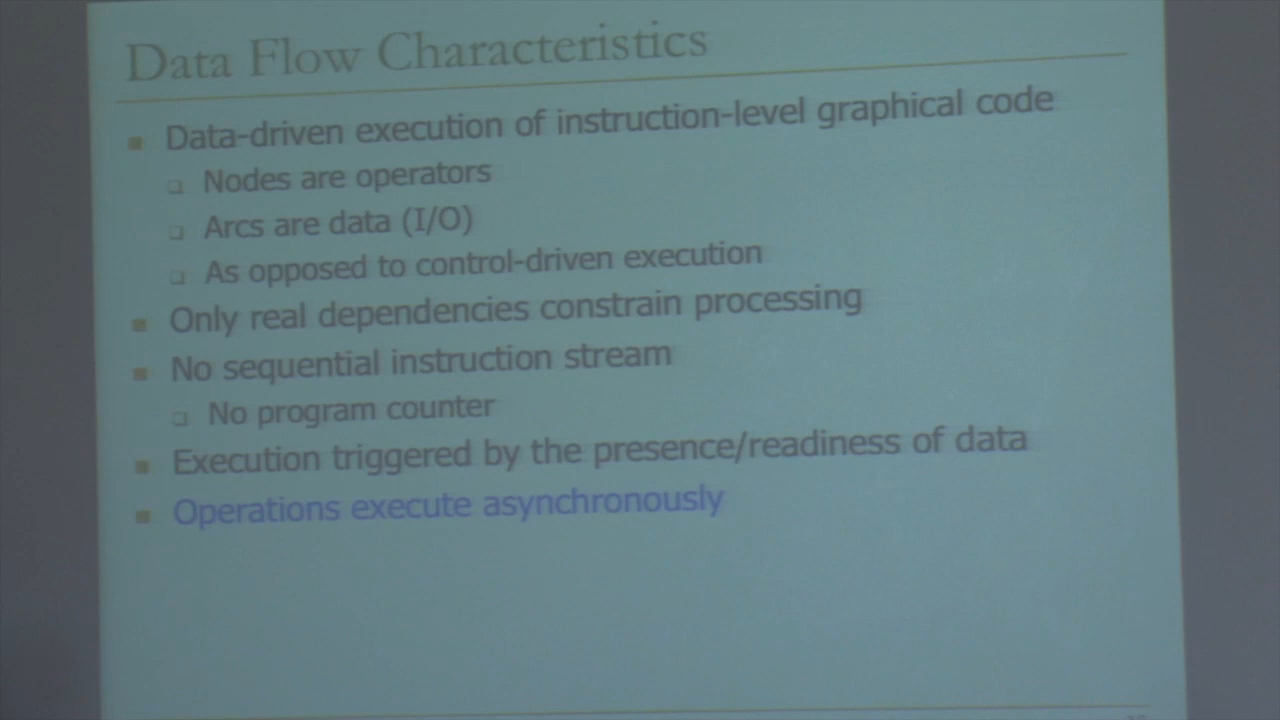 Data Flow Characteristics
Data-driven execution of instruction-level graphical code
Nodes are operators
Arcs are data (I/O)
As opposed to control-driven execution
Only real dependencies constrain processing
No sequential instruction stream
No program counter
Execution triggered by the presence/readiness of data
Operations execute asynchronously